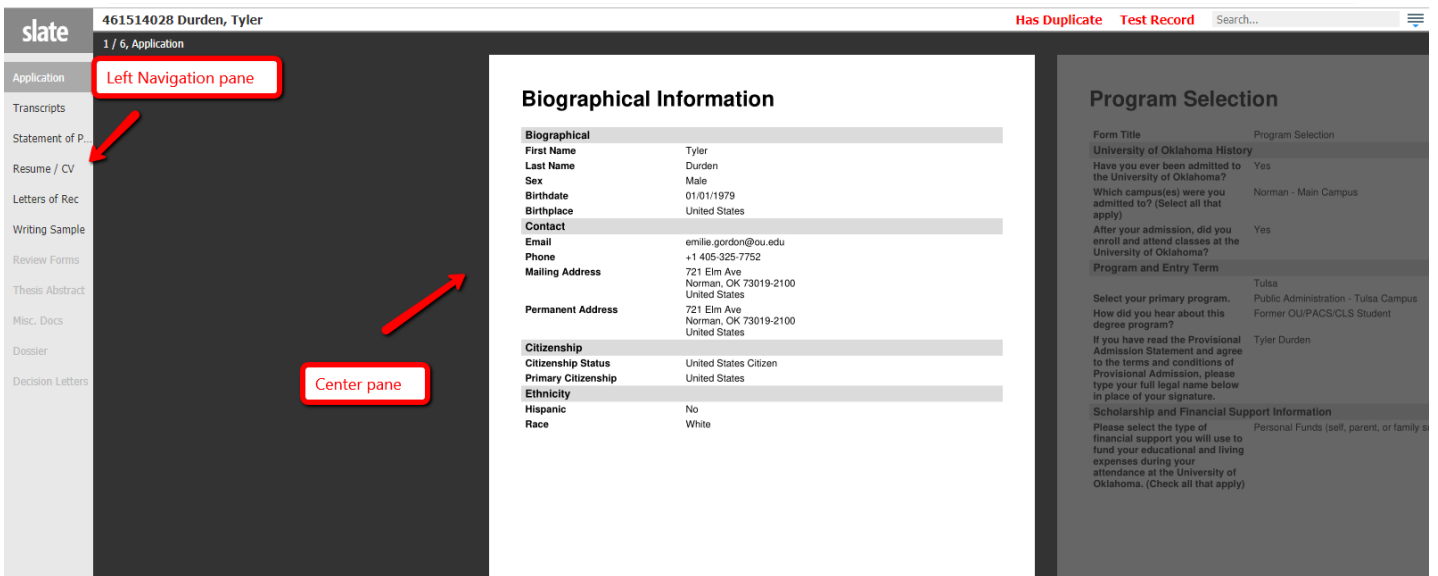 slate
461514028 Durden, Tyler
Has Duplicate
Test Record
Search...
1 / 6, Application
Application
Transcripts
Statement of P...
Resume / CV
Letters of Rec
Writing Sample
Review Forms
Thesis Abstract
Misc. Docs
Dossier
Decision Letters
Left Navigation pane
Center pane
Biographical Information
Biographical
First Name Tyler
Last Name Durden
Sex Male
Birthdate 01/01/1979
Birthplace United States
Contact
Email emilie.gordon@ou.edu
Phone +1 405-325-7752
Mailing Address 721 Elm Ave
Norman, OK 73019-2100
United States
Permanent Address 721 Elm Ave
Norman, OK 73019-2100
United States
Citizenship
Citizenship Status United States Citizen
Primary Citizenship United States
Ethnicity
Hispanic No
Race White
Program Selection
Form Title Program Selection
University of Oklahoma History
Have you ever been admitted to Yes
the University of Oklahoma?
Which campus(es) were you Norman - Main Campus
admitted to? (Select all that
apply)
After your admission, did you Yes
enroll and attend classes at the
University of Oklahoma?
Program and Entry Term
Tulsa
Select your primary program. Public Administration - Tulsa Campus
How did you hear about this Former OU/PACS/CLS Student
degree program?
If you have read the Provisional Tyler Durden
Admission Statement and agree
to the terms and conditions of
Provisional Admission, please
type your full legal name below
in place of your signature.
Scholarship and Financial Support Information
Please select the type of Personal Funds (self, parent, or family
financial support you will use to
fund your educational and living
expenses during your
attendance at the University of
Oklahoma. (Check all that apply)